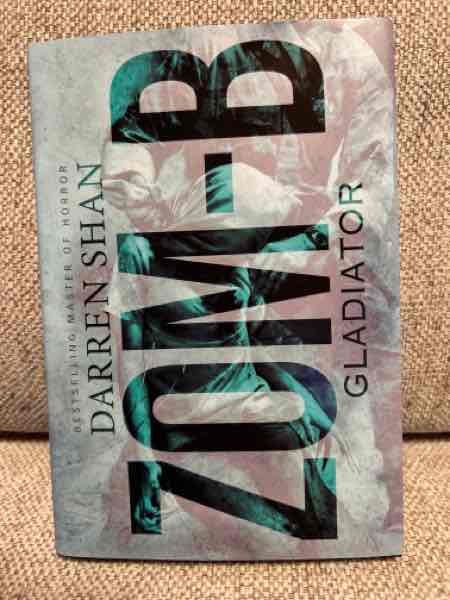 BESTSELLING MASTER OF HORROR
DARREN SHAN
ZOM-B
GLADIATOR